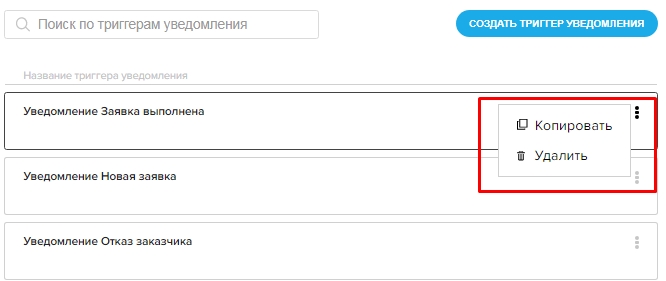 Поиск по триггерам уведомления
СОЗДАТЬ ТРИГГЕР УВЕДОМЛЕНИЯ
Название триггера уведомления
Уведомление Заявка выполнена
Копировать
Удалить
Уведомление Новая заявка
Уведомление Отказ заказчика